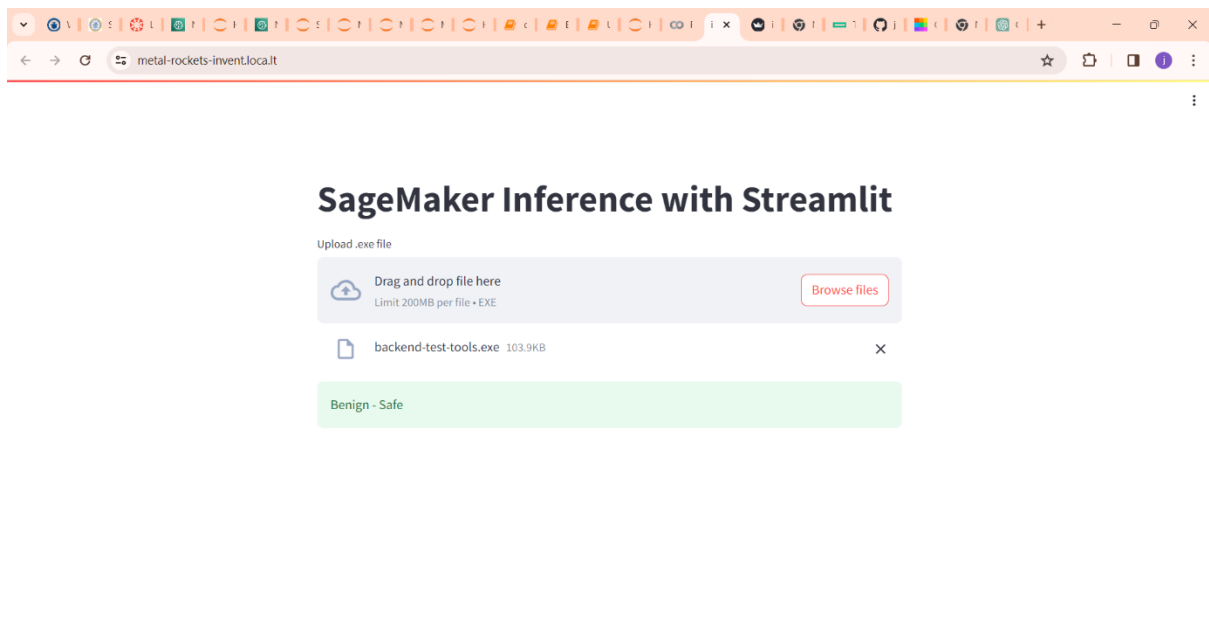 metal-rockets-invent.loca.lt
SageMaker Inference with Streamlit
Upload .exe file
Drag and drop file here
Limit 200MB per file • EXE
Browse files
backend-test-tools.exe 103.9KB
Benign - Safe